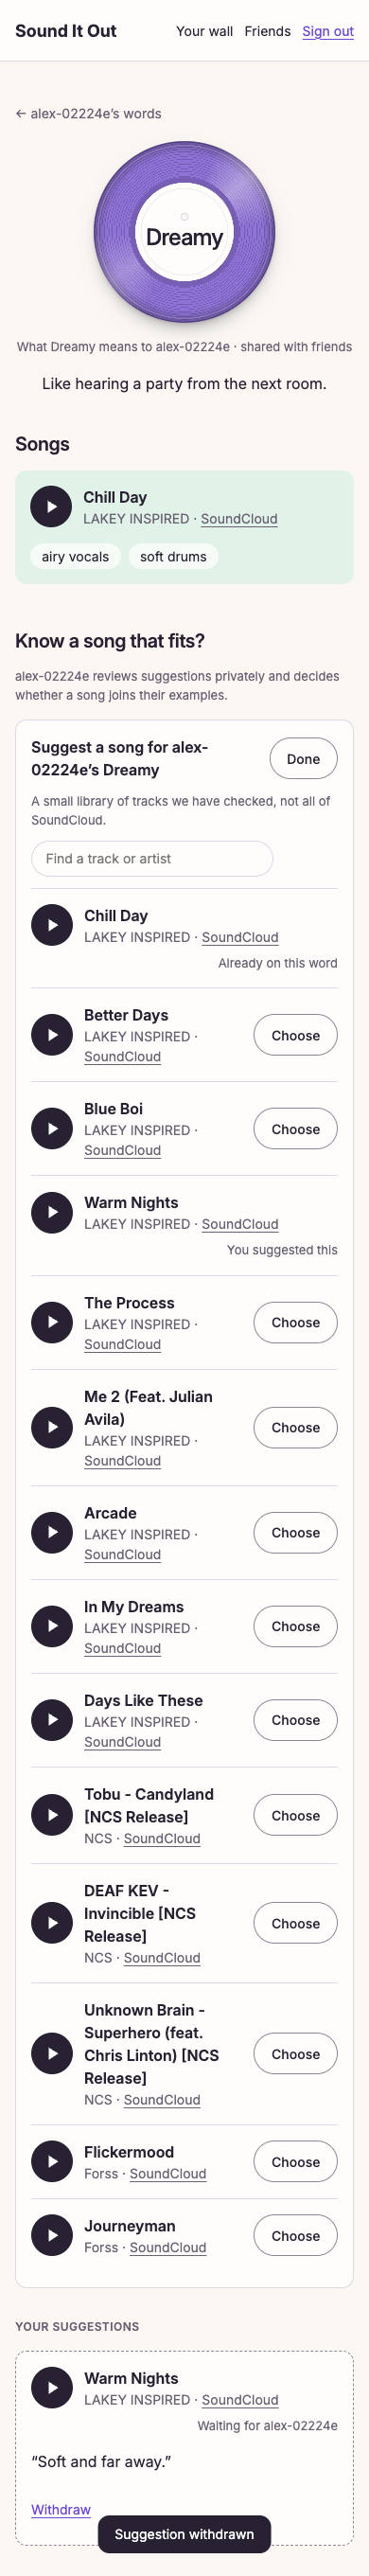 Sound It Out
Your wall Friends Sign out
← alex-02224e’s words
Dreamy
What Dreamy means to alex-02224e · shared with friends
Like hearing a party from the next room.
Songs
Chill Day
LAKEY INSPIRED · SoundCloud
airy vocals soft drums
Know a song that fits?
alex-02224e reviews suggestions privately and decides
whether a song joins their examples.
Suggest a song for alex-
02224e’s Dreamy
Done
A small library of tracks we have checked, not all of
SoundCloud.
Find a track or artist
Chill Day
LAKEY INSPIRED · SoundCloud
Already on this word
Better Days
LAKEY INSPIRED ·
SoundCloud
Choose
Blue Boi
LAKEY INSPIRED ·
SoundCloud
Choose
Warm Nights
LAKEY INSPIRED · SoundCloud
You suggested this
The Process
LAKEY INSPIRED ·
SoundCloud
Choose
Me 2 (Feat. Julian
Avila)
LAKEY INSPIRED ·
SoundCloud
Choose
Arcade
LAKEY INSPIRED ·
SoundCloud
Choose
In My Dreams
LAKEY INSPIRED ·
SoundCloud
Choose
Days Like These
LAKEY INSPIRED ·
SoundCloud
Choose
Tobu - Candyland
[NCS Release]
NCS · SoundCloud
Choose
DEAF KEV -
Invincible [NCS
Release]
NCS · SoundCloud
Choose
Unknown Brain -
Superhero (feat.
Chris Linton) [NCS
Release]
NCS · SoundCloud
Choose
Flickermood
Forss · SoundCloud
Choose
Journeyman
Forss · SoundCloud
Choose
YOUR SUGGESTIONS
Warm Nights
LAKEY INSPIRED · SoundCloud
Waiting for alex-02224e
“Soft and far away.”
Withdraw
Suggestion withdrawn